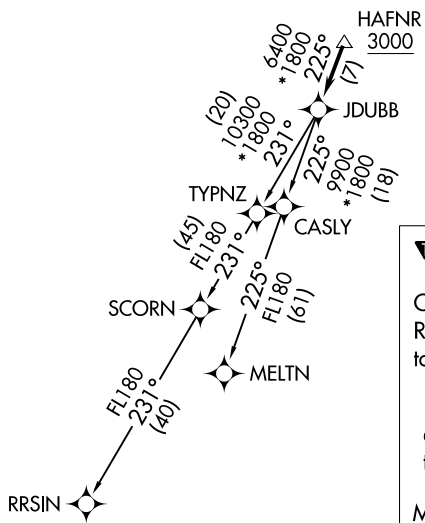 HAFNR
3000
6400
*1800
225°
(7)
JDUBB
(20)
10300
*1800
231°
225°
9900
*1800
(18)
TYPNZ
CASLY
(45)
FL180
231°
225°
FL180
(61)
SCORN
MELTN
FL180
231°
(40)
RRSIN